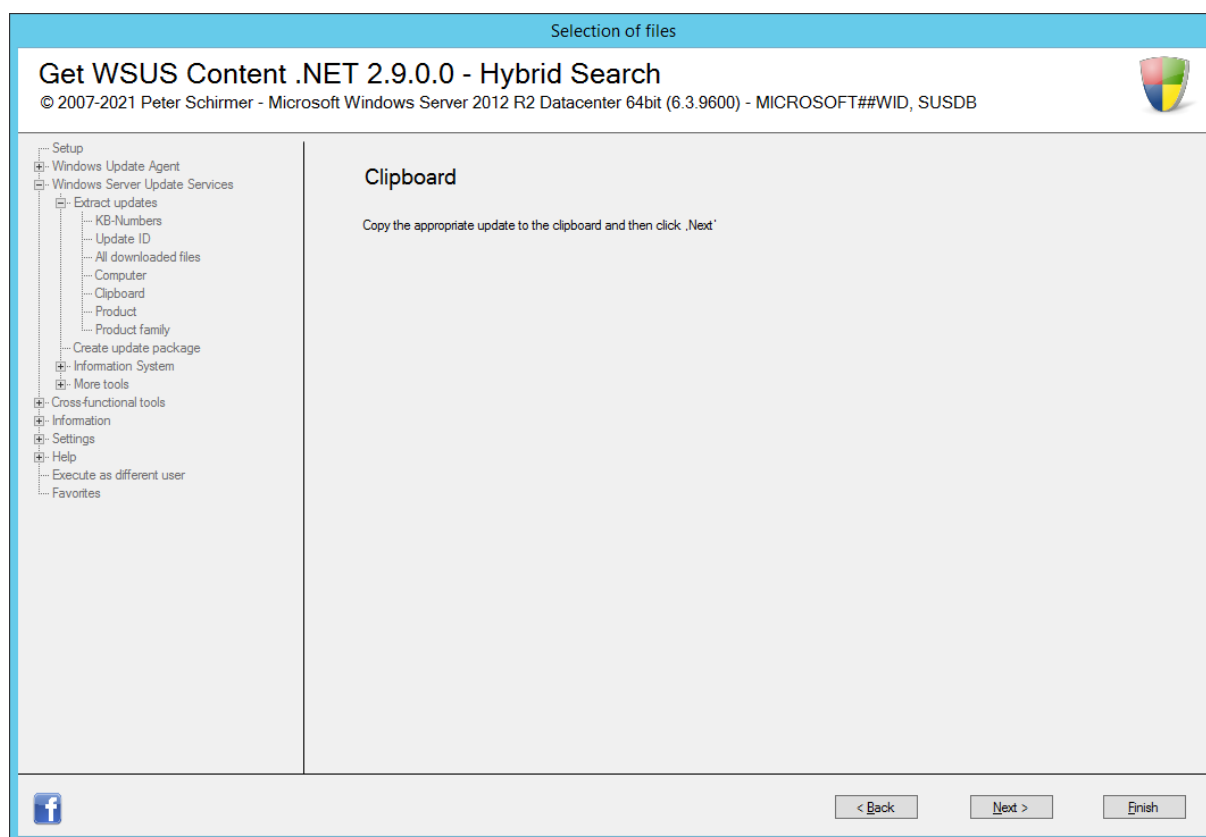 Selection of files
Get WSUS Content .NET 2.9.0.0 - Hybrid Search
© 2007-2021 Peter Schirmer - Microsoft Windows Server 2012 R2 Datacenter 64bit (6.3.9600) - MICROSOFT##WID, SUSDB
Setup
Windows Update Agent
Windows Server Update Services
Extract updates
KB-Numbers
Update ID
All downloaded files
Computer
Clipboard
Product
Product family
Create update package
Information System
More tools
Cross-functional tools
Information
Settings
Help
Execute as different user
Favorites
Clipboard
Copy the appropriate update to the clipboard and then click ‚Next‘
f
< Back Next > Finish